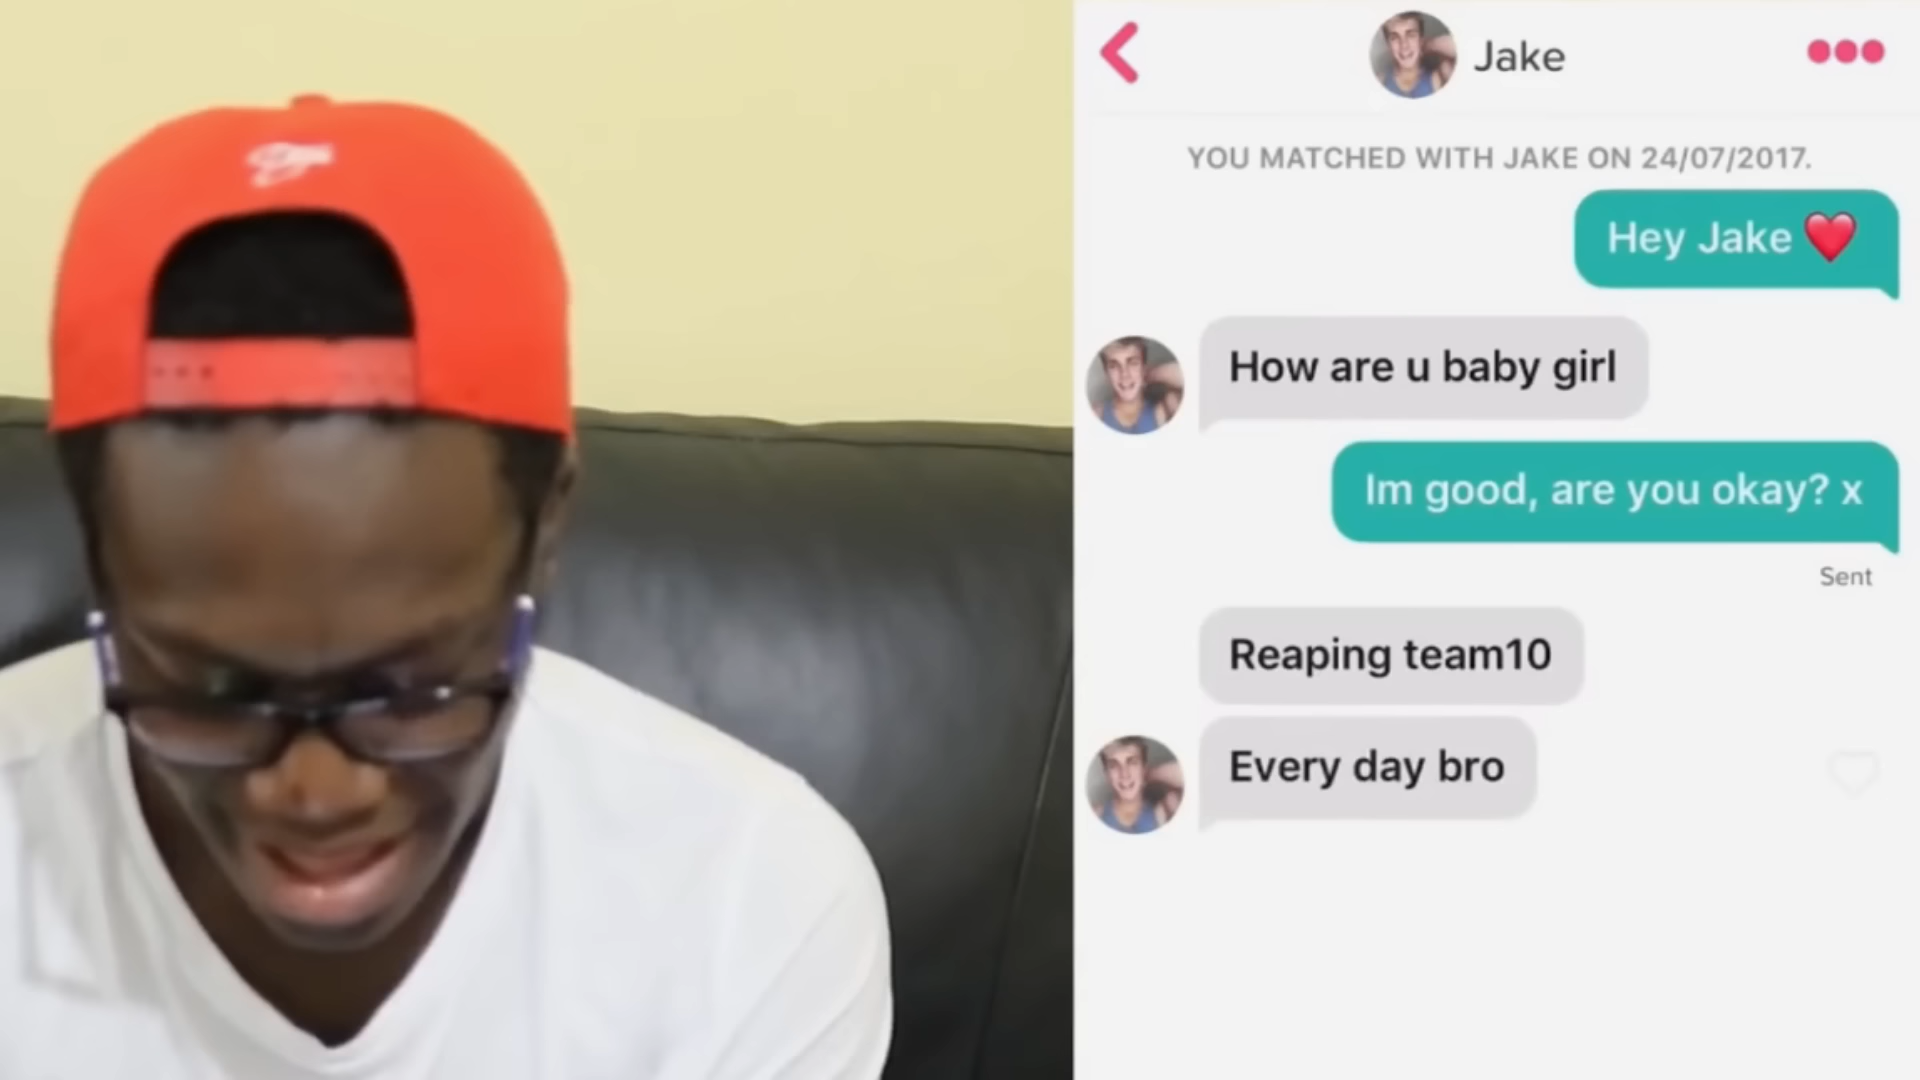 Jake
YOU MATCHED WITH JAKE ON 24/07/2017.
Hey Jake ❤️
How are u baby girl
Im good, are you okay? x
Sent
Reaping team10
Every day bro